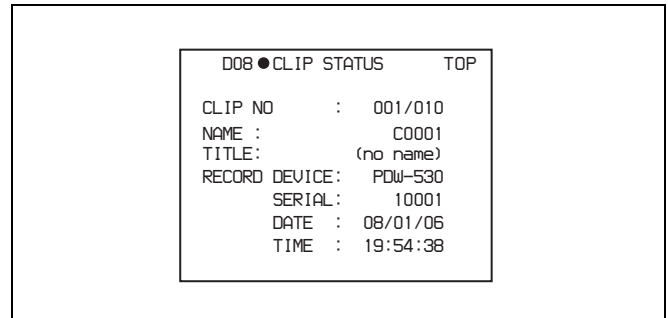 D08●CLIP STATUS TOP
CLIP NO : 001/010
NAME : C0001
TITLE: (no name)
RECORD DEVICE: PDW-530
SERIAL: 10001
DATE : 08/01/06
TIME : 19:54:38